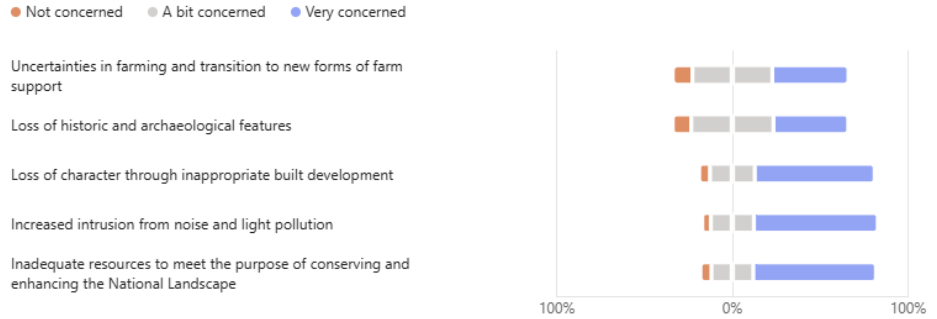 Not concerned
A bit concerned
Very concerned
Uncertainties in farming and transition to new forms of farm
support
Loss of historic and archaeological features
Loss of character through inappropriate built development
Increased intrusion from noise and light pollution
Inadequate resources to meet the purpose of conserving and
enhancing the National Landscape
100%
0%
100%